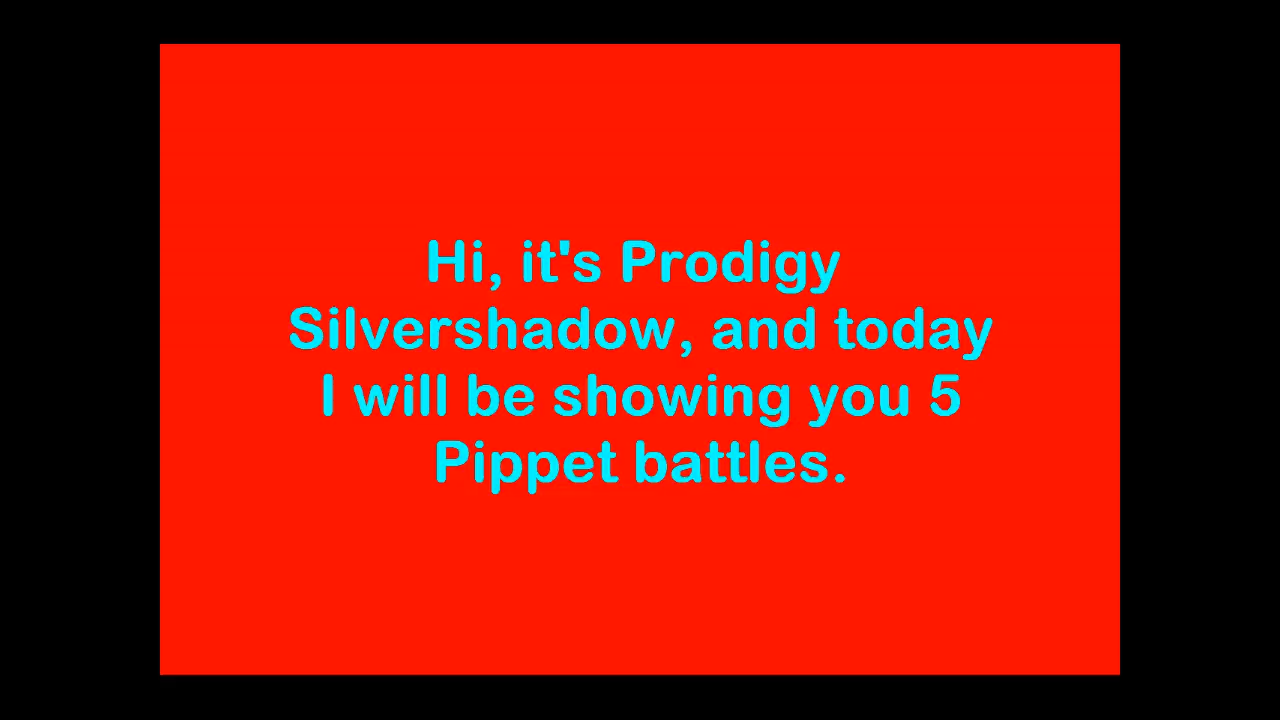 Hi, it's Prodigy
Silvershadow, and today
I will be showing you 5
Pippet battles.